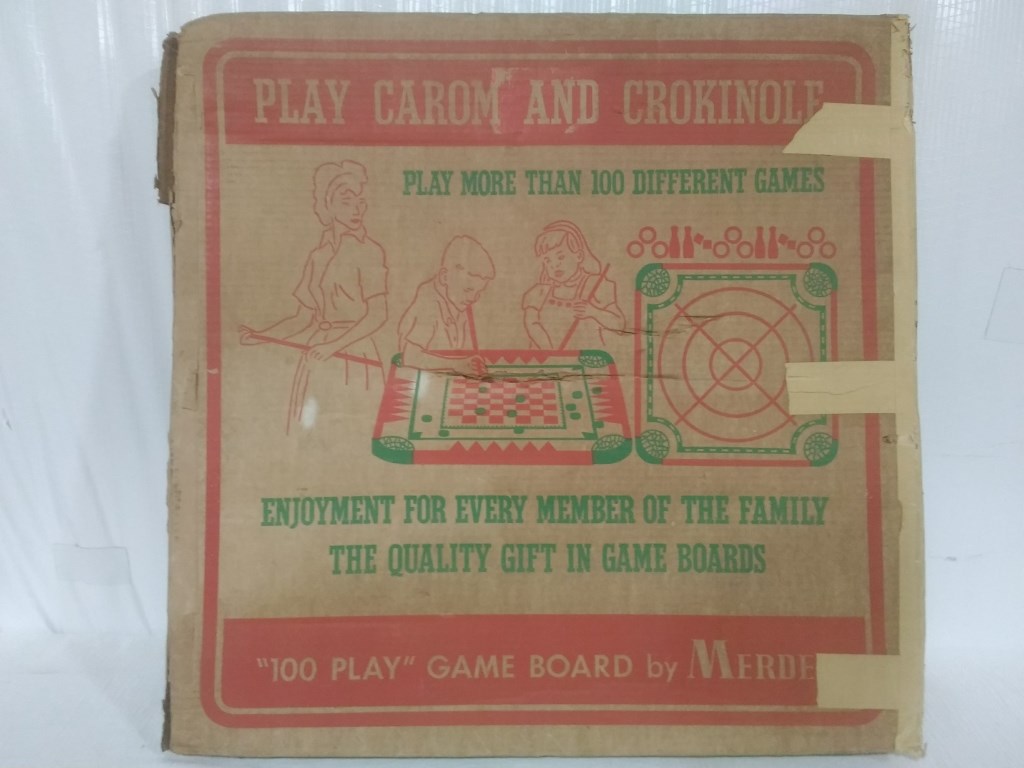 PLAY CAROM AND CROKINOLE
PLAY MORE THAN 100 DIFFERENT GAMES
ENJOYMENT FOR EVERY MEMBER OF THE FAMILY
THE QUALITY GIFT IN GAME BOARDS
"100 PLAY" GAME BOARD by MERDE